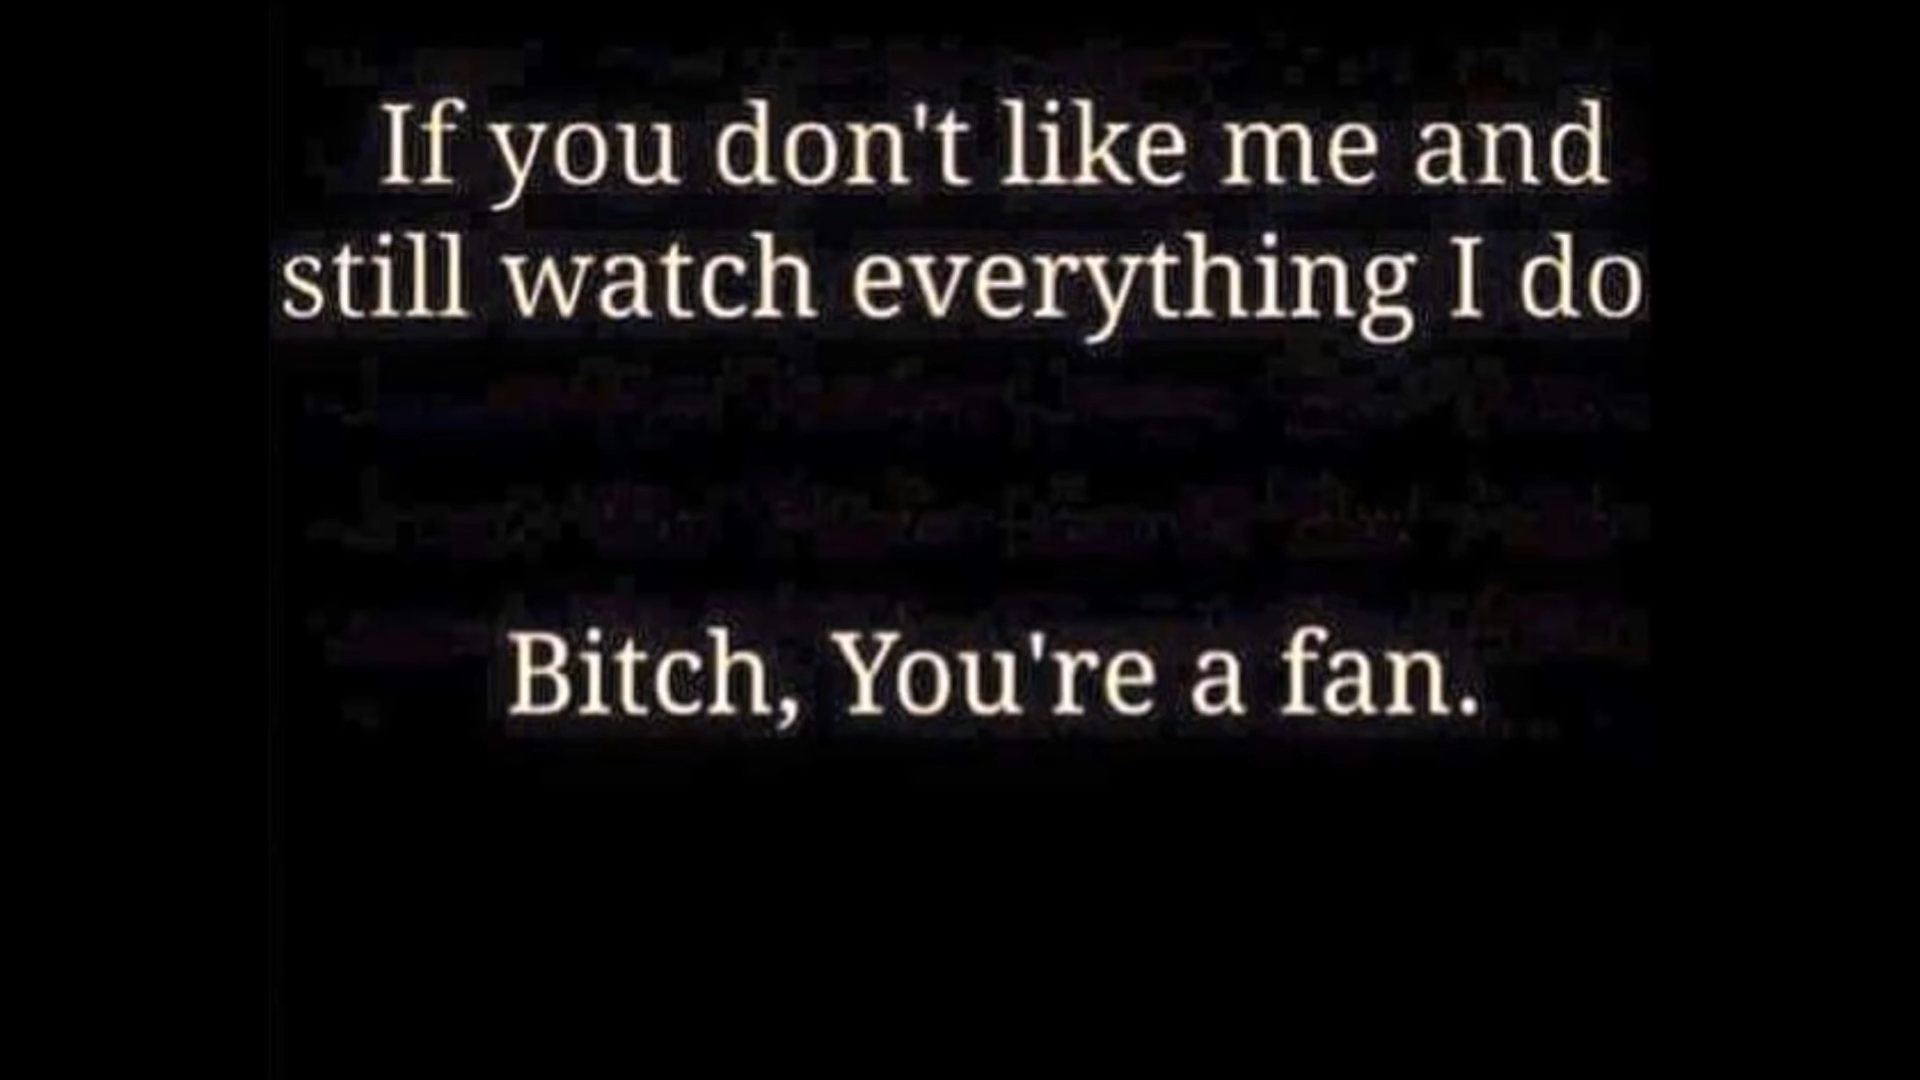 If you don't like me and
still watch everything I do
Bitch, You're a fan.